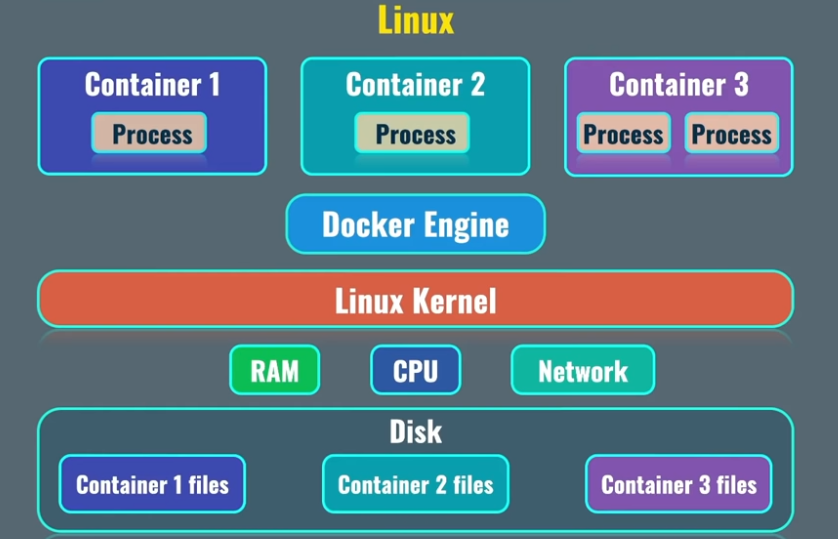 Linux
Container 1
Container 2
Container 3
Process
Process
Process
Process
Docker Engine
Linux Kernel
RAM
CPU
Network
Disk
Container 1 files
Container 2 files
Container 3 files